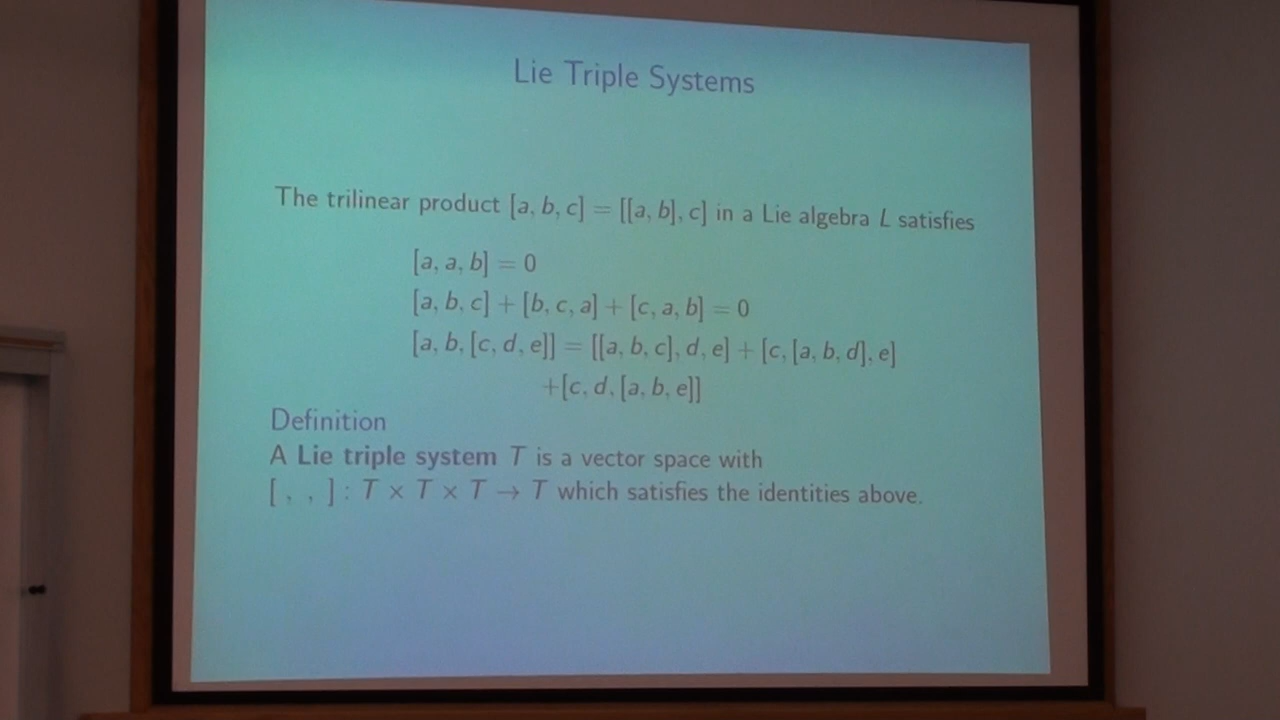 Lie Triple Systems
The trilinear product [a, b, c] = [[a, b], c] in a Lie algebra L satisfies
[a, a, b] = 0
[a, b, c] + [b, c, a] + [c, a, b] = 0
[a, b, [c, d, e]] = [[a, b, c], d, e] + [c, [a, b, d], e]
+[c, d, [a, b, e]]
Definition
A Lie triple system T is a vector space with
[ , , ] : T × T × T → T which satisfies the identities above.